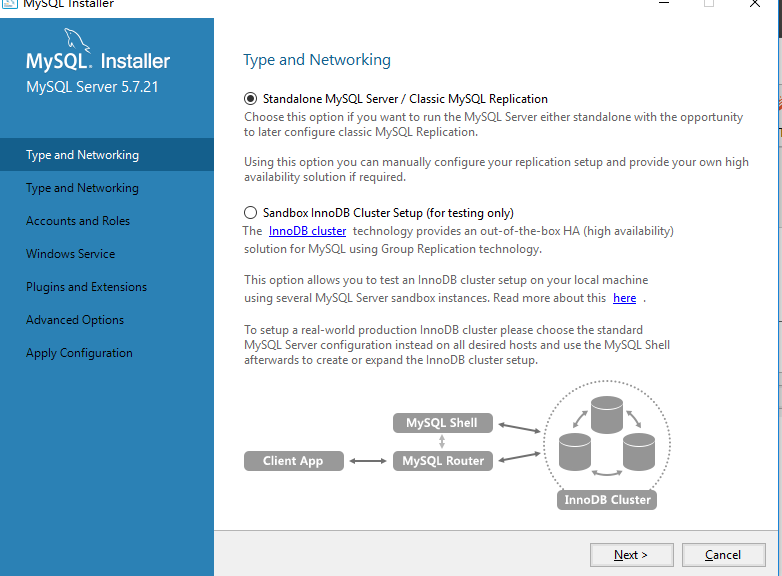 MySQL Installer
MySQL. Installer
MySQL Server 5.7.21
Type and Networking
Type and Networking
Accounts and Roles
Windows Service
Plugins and Extensions
Advanced Options
Apply Configuration
Type and Networking
Standalone MySQL Server / Classic MySQL Replication
Choose this option if you want to run the MySQL Server either standalone with the opportunity
to later configure classic MySQL Replication.
Using this option you can manually configure your replication setup and provide your own high
availability solution if required.
Sandbox InnoDB Cluster Setup (for testing only)
The InnoDB cluster technology provides an out-of-the-box HA (high availability)
solution for MySQL using Group Replication technology.
This option allows you to test an InnoDB cluster setup on your local machine
using several MySQL Server sandbox instances. Read more about this here .
To setup a real-world production InnoDB cluster please choose the standard
MySQL Server configuration instead on all desired hosts and use the MySQL Shell
afterwards to create or expand the InnoDB cluster setup.
MySQL Shell
Client App
MySQL Router
InnoDB Cluster
Next >
Cancel